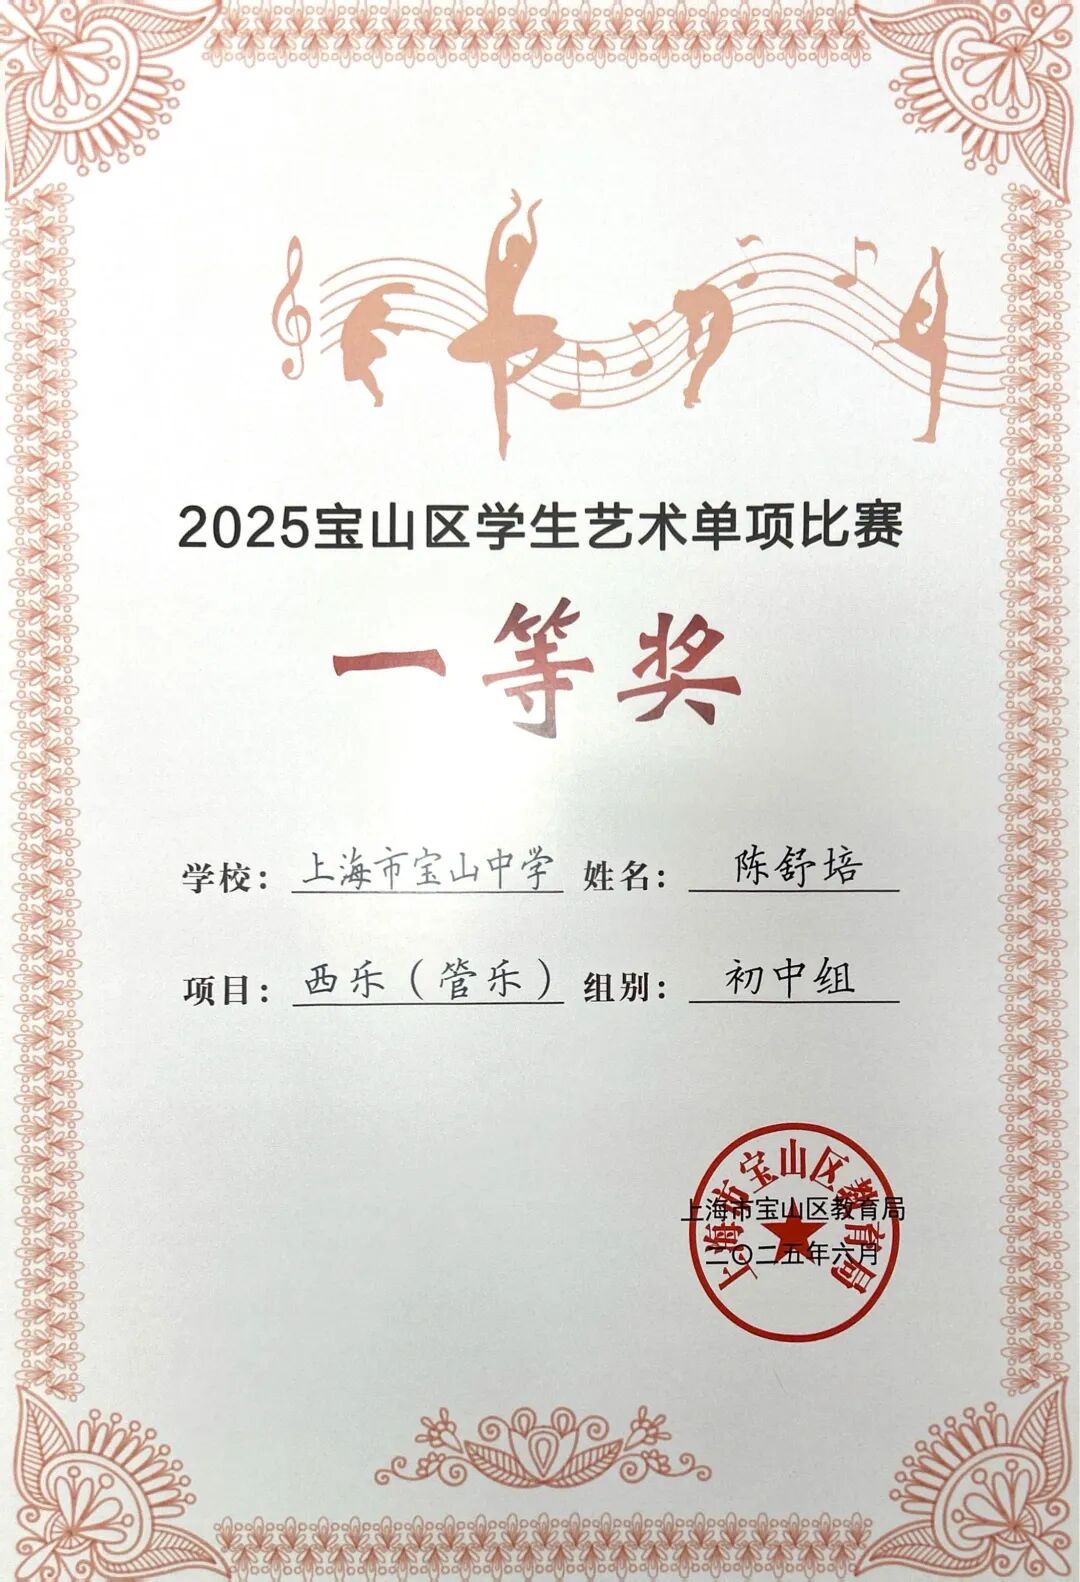 2025宝山区学生艺术单项比赛
一等奖
学校：上海市宝山中学 姓名：陈舒培
项目：西乐（管乐） 组别：初中组
上海市宝山区教育局
上海市宝山区教育局
二〇二五年六月